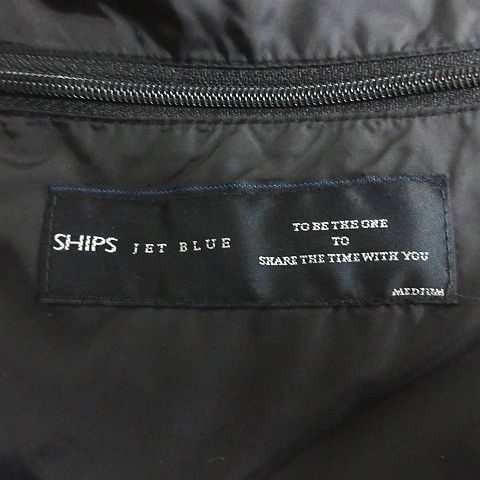 SHIPS JET BLUE
TO BE THE ONE
TO
SHARE THE TIME WITH YOU
MEDIUM